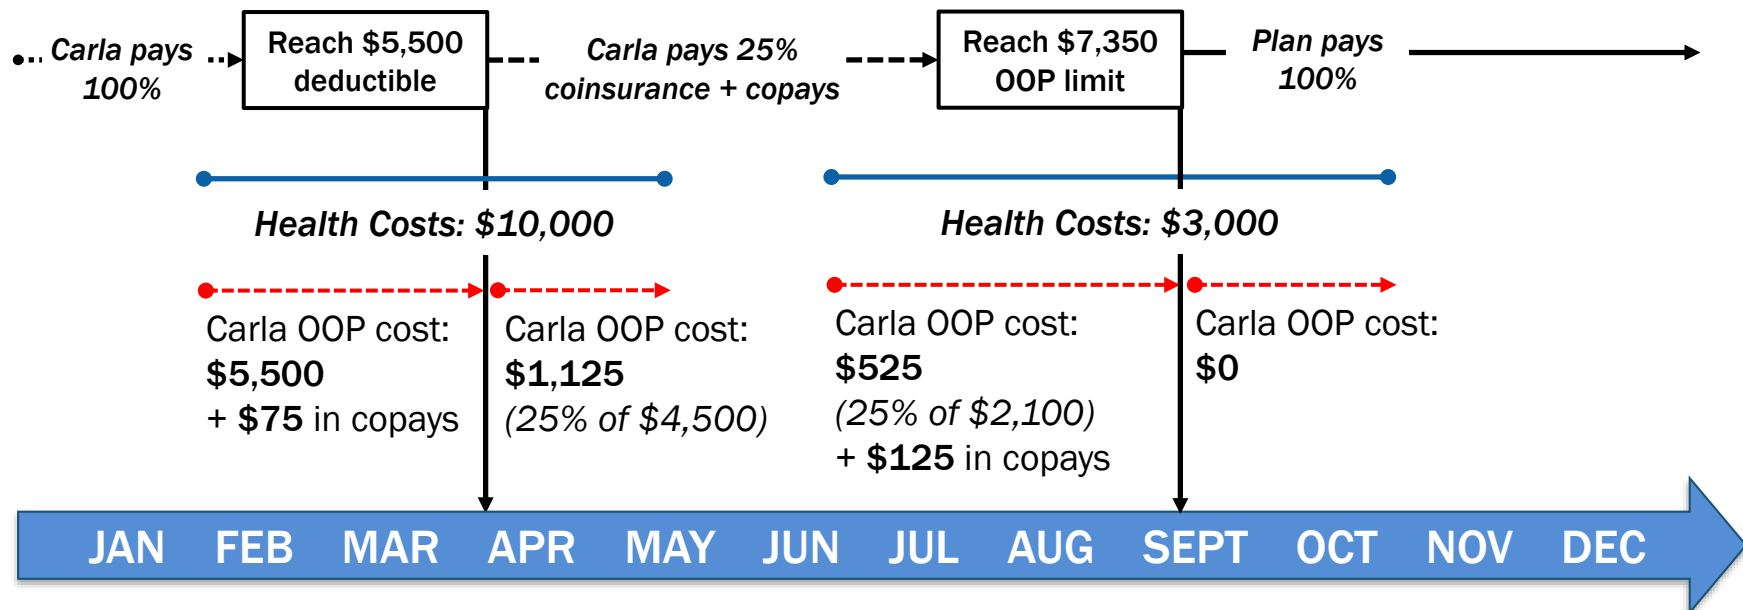 Carla pays
100%
Reach $5,500
deductible
Carla pays 25%
coinsurance + copays
Reach $7,350
OOP limit
Plan pays
100%
Health Costs: $10,000
Health Costs: $3,000
Carla OOP cost:
$5,500
+ $75 in copays
Carla OOP cost:
$1,125
(25% of $4,500)
Carla OOP cost:
$525
(25% of $2,100)
+ $125 in copays
Carla OOP cost:
$0
JAN FEB MAR APR MAY JUN JUL AUG SEPT OCT NOV DEC